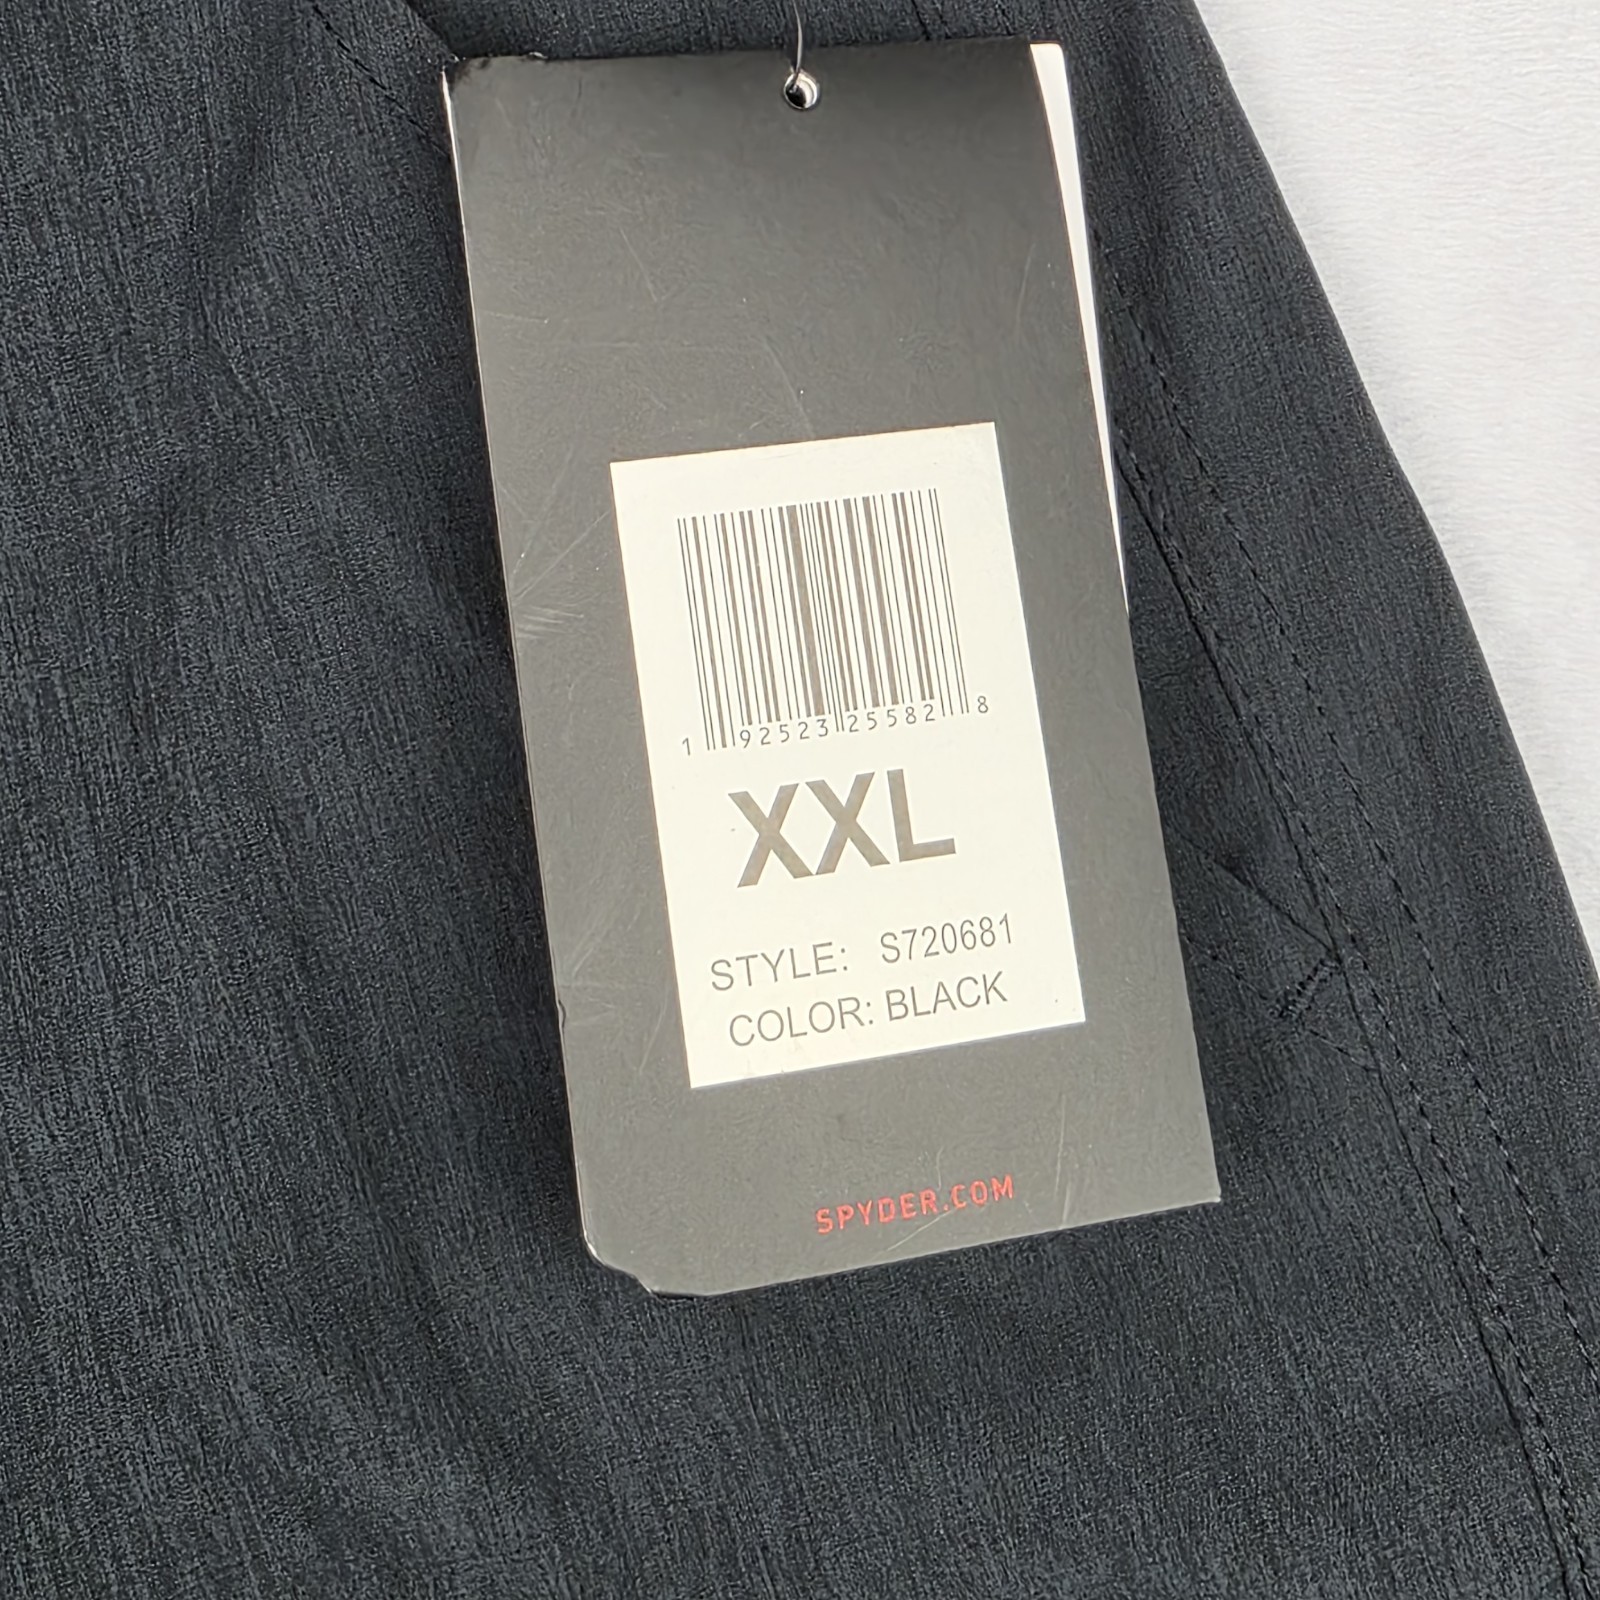 1 92523 25582 8
XXL
STYLE: S720681
COLOR: BLACK
SPYDER.COM